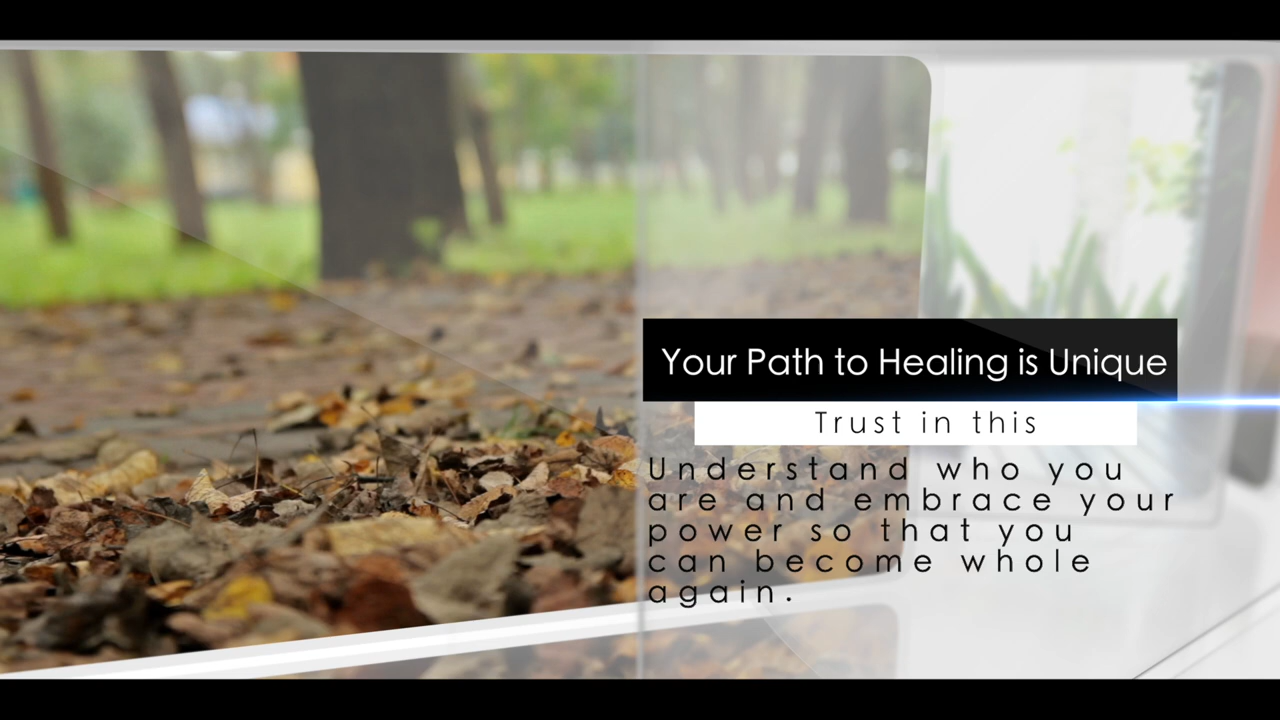 Your Path to Healing is Unique
Trust in this
Understand who you
are and embrace your
power so that you
can become whole
again.